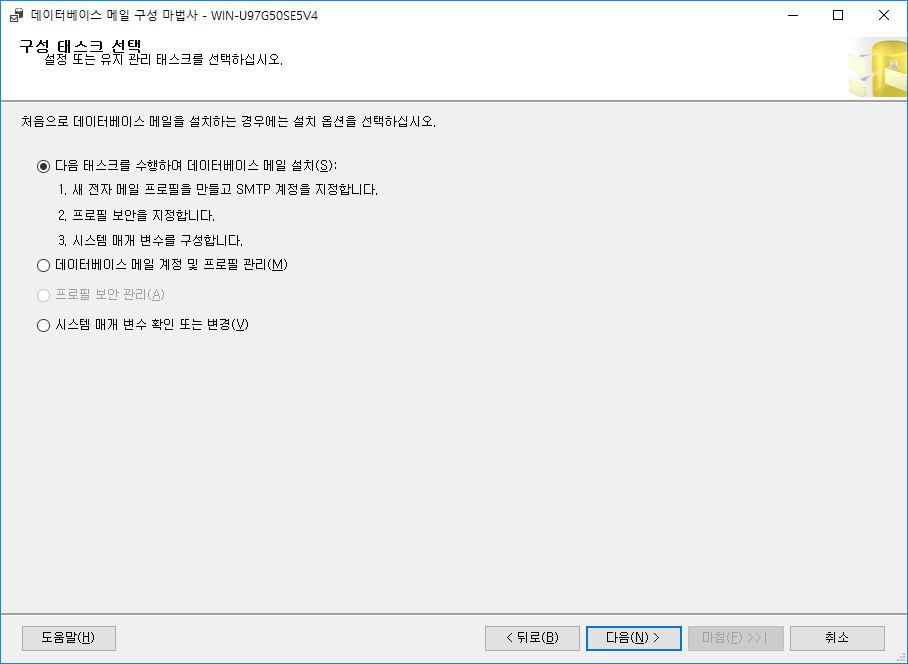 데이터베이스 메일 구성 마법사 - WIN-U97G50SE5V4
구성 태스크 선택
설정 또는 유지 관리 태스크를 선택하십시오.
처음으로 데이터베이스 메일을 설치하는 경우에는 설치 옵션을 선택하십시오.
다음 태스크를 수행하여 데이터베이스 메일 설치(S):
1. 새 전자 메일 프로필을 만들고 SMTP 계정을 지정합니다.
2. 프로필 보안을 지정합니다.
3. 시스템 매개 변수를 구성합니다.
데이터베이스 메일 계정 및 프로필 관리(M)
프로필 보안 관리(A)
시스템 매개 변수 확인 또는 변경(V)
도움말(H) < 뒤로(B) 다음(N) > 마침(F) >>| 취소